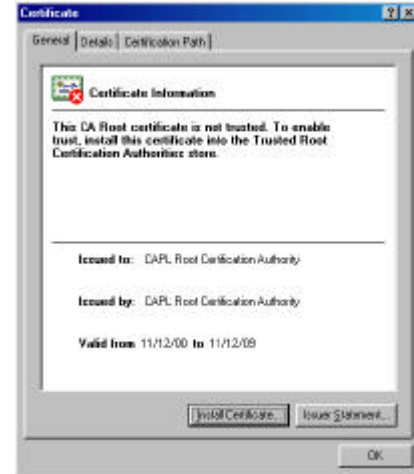 Certificate
General Details Certification Path
Certificate Information
This CA Root certificate is not trusted. To enable
trust, install this certificate into the Trusted Root
Certification Authorities store.
Issued to: CAPL Root Certification Authority
Issued by: CAPL Root Certification Authority
Valid from 11/12/00 to 11/12/09
Install Certificate... Issuer Statement...
OK